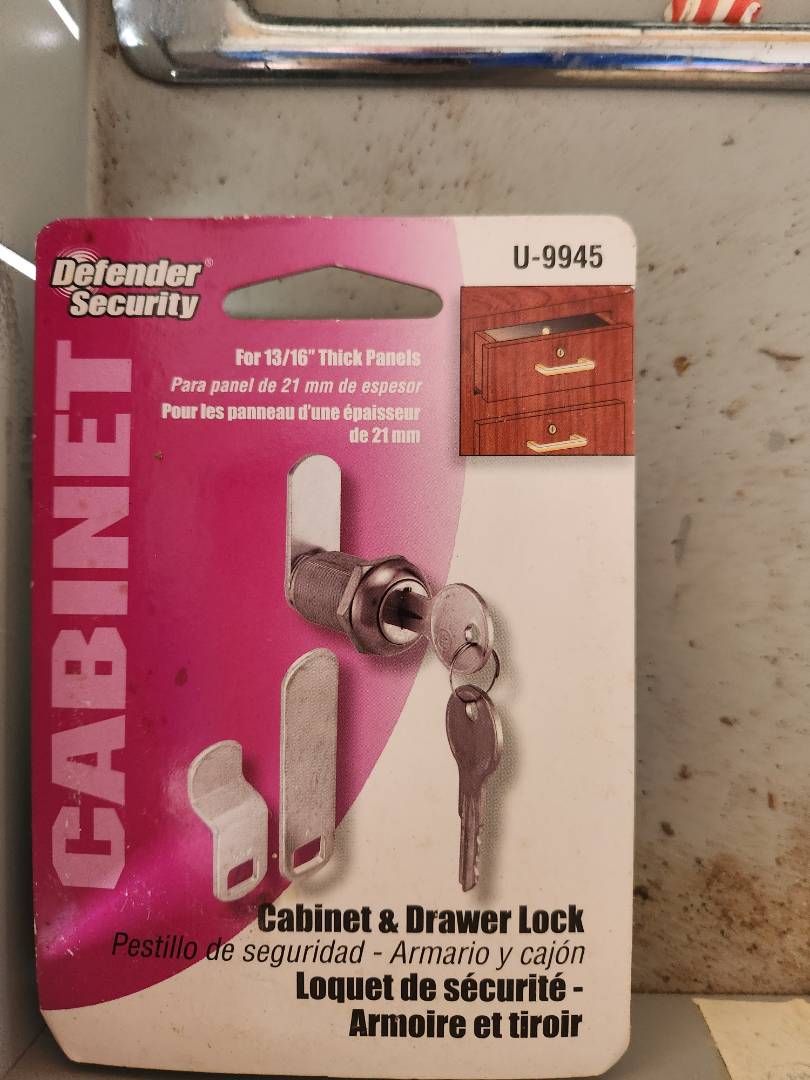 Defender®
Security
U-9945
For 13/16" Thick Panels
Para panel de 21 mm de espesor
Pour les panneau d'une épaisseur
de 21 mm
CABINET
Cabinet & Drawer Lock
Pestillo de seguridad - Armario y cajón
Loquet de sécurité -
Armoire et tiroir